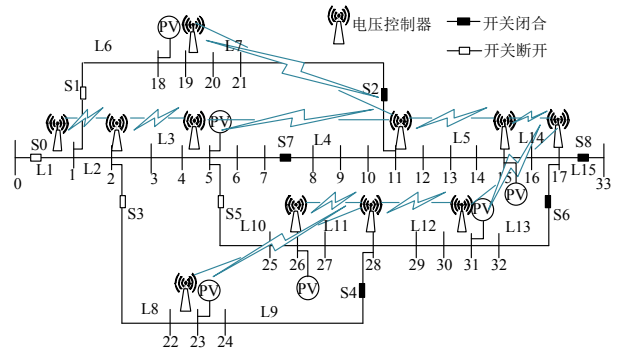 电压控制器 开关闭合
开关断开
PV
L6 L7
18 19 20 21
S1 S2
PV
L3 S7 L4 L5 L14 S8
S0
0 L1 1 L2 2 3 4 5 6 7 8 9 10 11 12 13 14 15 16 17 L15 33
PV
S3 S5 L10 L11 PV L12 L13 S6
25 26 27 28 29 30 31 32
PV PV S4
L8 L9
22 23 24